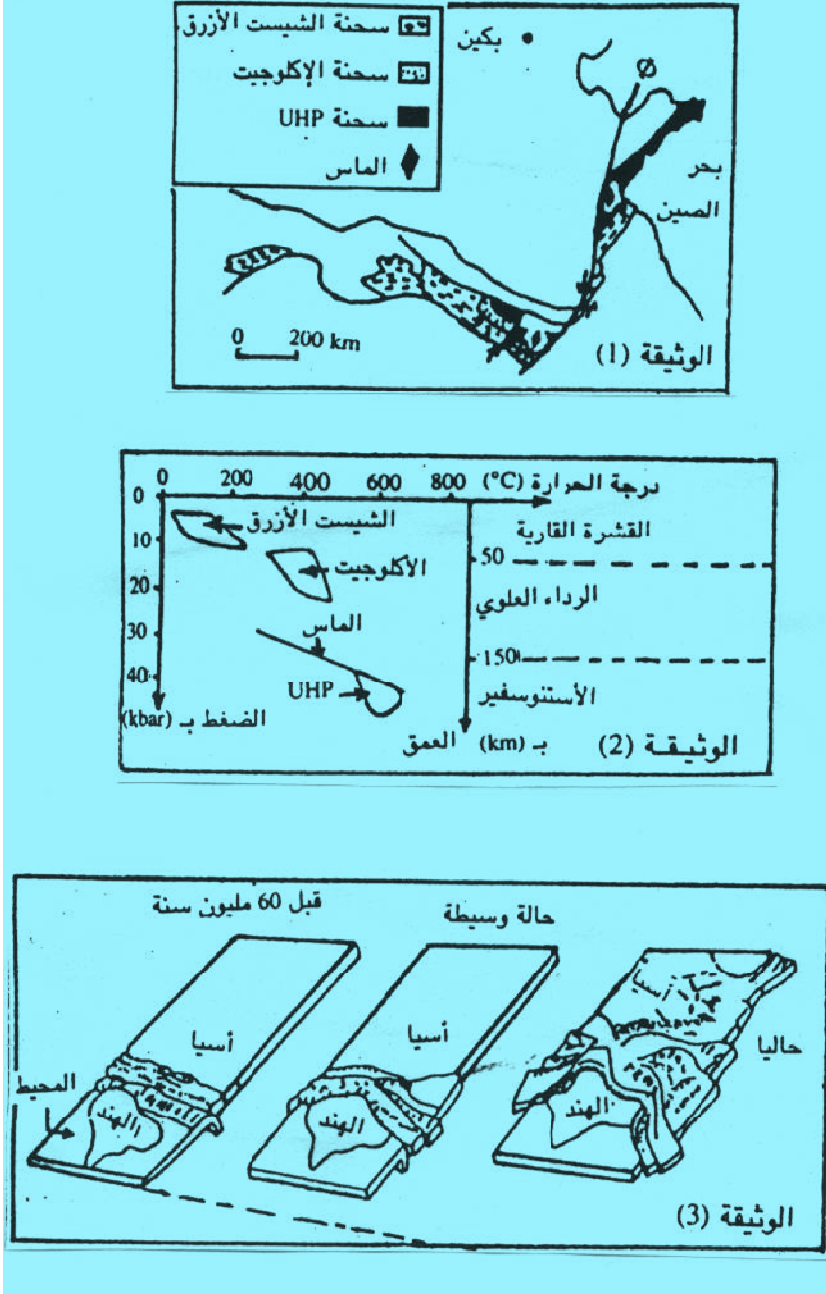 سحنة الشيست الأزرق
سحنة الإكلوجيت
سحنة UHP
الماس
بكين
Ø
بحر
الصين
0 200 km
الوثيقة (1)
0 200 400 600 800 درجة الحرارة (°C)
0
10
20
30
40
الضغط بـ (kbar)
الشيست الأزرق
الأكلوجيت
الماس
UHP
القشرة القارية
50
الرداء العلوي
150
الأستنوسفير
العمق بـ (km)
الوثيقة (2)
قبل 60 مليون سنة
أسيا
المحيط
الهند
حالة وسيطة
أسيا
الهند
حاليا
أسيا
الهند
الوثيقة (3)